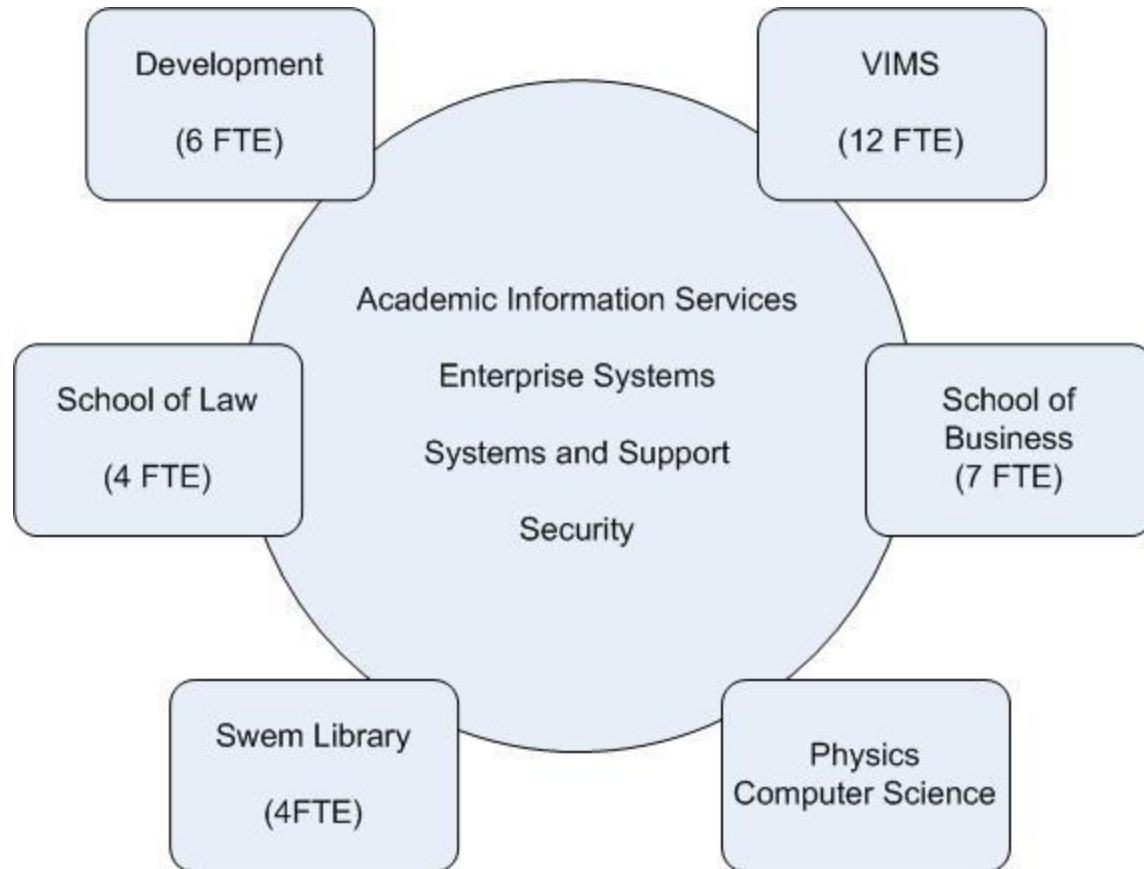 Development
(6 FTE)
VIMS
(12 FTE)
Academic Information Services
Enterprise Systems
Systems and Support
Security
School of Law
(4 FTE)
School of
Business
(7 FTE)
Swem Library
(4FTE)
Physics
Computer Science